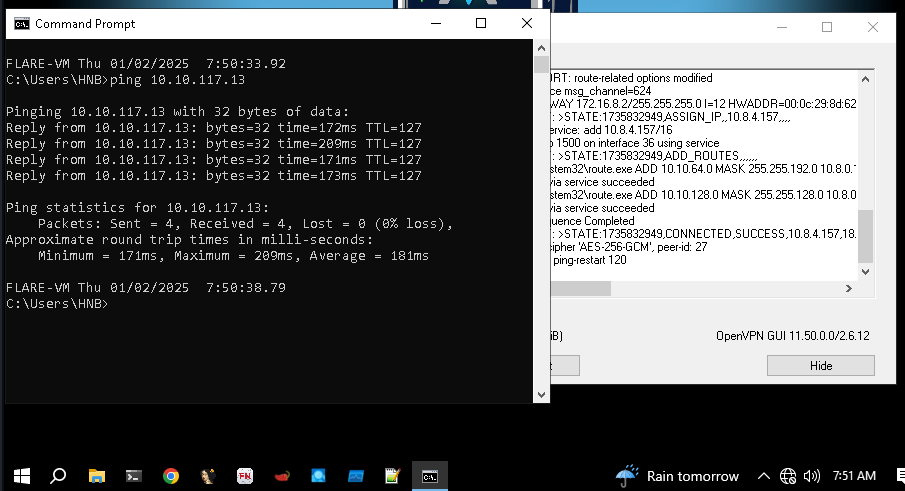 Command Prompt
FLARE-VM Thu 01/02/2025  7:50:33.92
C:\Users\HNB>ping 10.10.117.13
Pinging 10.10.117.13 with 32 bytes of data:
Reply from 10.10.117.13: bytes=32 time=172ms TTL=127
Reply from 10.10.117.13: bytes=32 time=209ms TTL=127
Reply from 10.10.117.13: bytes=32 time=171ms TTL=127
Reply from 10.10.117.13: bytes=32 time=173ms TTL=127
Ping statistics for 10.10.117.13:
    Packets: Sent = 4, Received = 4, Lost = 0 (0% loss),
Approximate round trip times in milli-seconds:
    Minimum = 171ms, Maximum = 209ms, Average = 181ms
FLARE-VM Thu 01/02/2025  7:50:38.79
C:\Users\HNB>
RT: route-related options modified
ce msg_channel=624
WAY 172.16.8.2/255.255.255.0 I=12 HWADDR=00:0c:29:8d:62
: >STATE:1735832949,ASSIGN_IP,,10.8.4.157,,,,
ervice: add 10.8.4.157/16
o 1500 on interface 36 using service
: >STATE:1735832949,ADD_ROUTES,,,,,,
stem32\route.exe ADD 10.10.64.0 MASK 255.255.192.0 10.8.0.
via service succeeded
stem32\route.exe ADD 10.10.128.0 MASK 255.255.128.0 10.8.0
via service succeeded
quence Completed
: >STATE:1735832949,CONNECTED,SUCCESS,10.8.4.157,18.
cipher 'AES-256-GCM', peer-id: 27
ping-restart 120
iB)
OpenVPN GUI 11.50.0.0/2.6.12
t
Hide
Rain tomorrow
7:51 AM